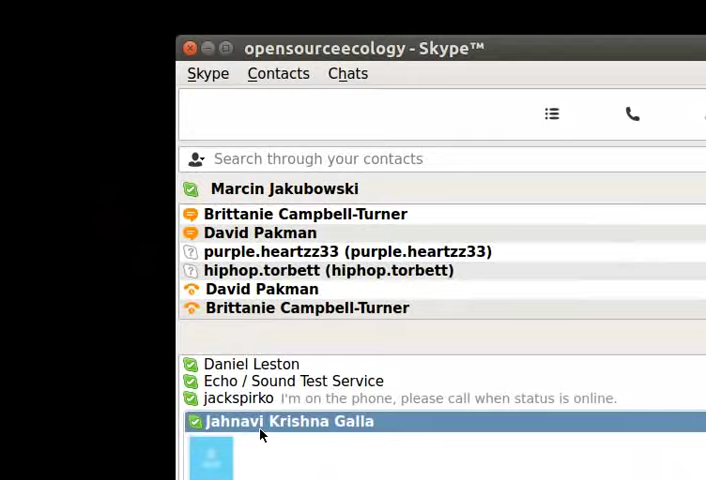 opensourceecology - Skype™
Skype Contacts Chats
Search through your contacts
Marcin Jakubowski
Brittanie Campbell-Turner
David Pakman
purple.heartzz33 (purple.heartzz33)
hiphop.torbett (hiphop.torbett)
David Pakman
Brittanie Campbell-Turner
Daniel Leston
Echo / Sound Test Service
jackspirko I'm on the phone, please call when status is online.
Jahnavi Krishna Galla